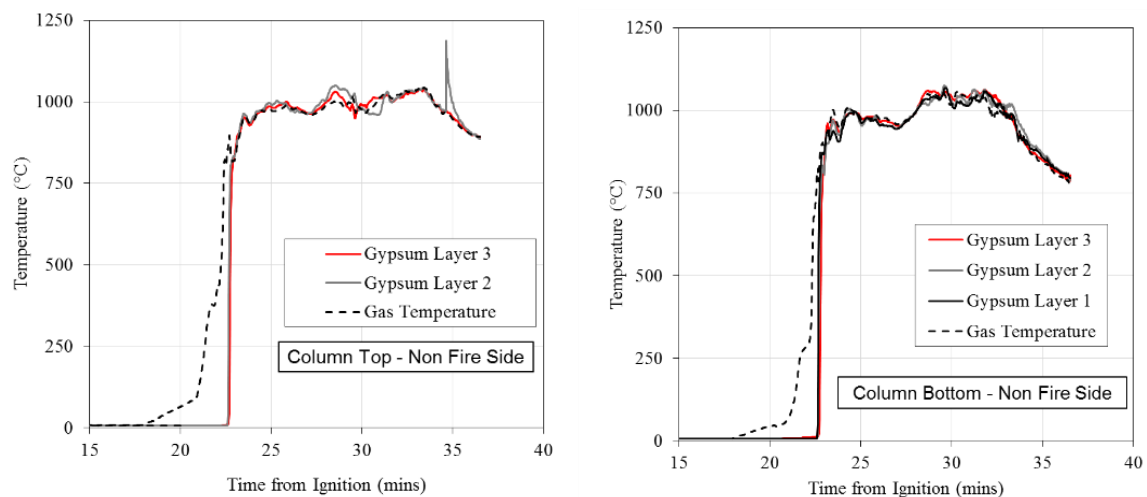 1250
1000
750
500
250
0
Temperature (°C)
Gypsum Layer 3
Gypsum Layer 2
Gas Temperature
Column Top - Non Fire Side
15 20 25 30 35 40
Time from Ignition (mins)
1250
1000
750
500
250
0
Temperature (°C)
Gypsum Layer 3
Gypsum Layer 2
Gypsum Layer 1
Gas Temperature
Column Bottom - Non Fire Side
15 20 25 30 35 40
Time from Ignition (mins)